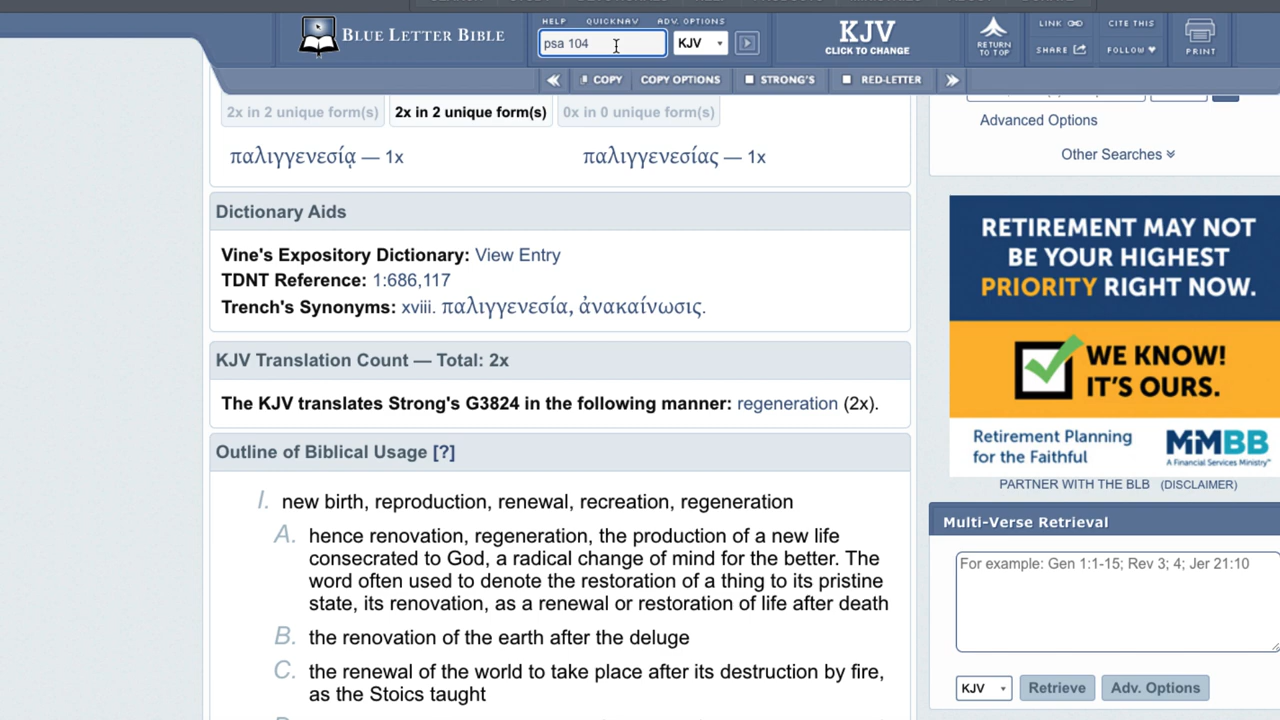 HELP QUICKNAV ADV. OPTIONS
BLUE LETTER BIBLE
psa 104
KJV
KJV
CLICK TO CHANGE
RETURN
TO TOP
LINK
CITE THIS
SHARE
FOLLOW
PRINT
COPY COPY OPTIONS STRONG'S RED-LETTER
2x in 2 unique form(s) 2x in 2 unique form(s) 0x in 0 unique form(s)
παλιγγενεσίᾳ — 1x παλιγγενεσίας — 1x
Dictionary Aids
Vine's Expository Dictionary: View Entry
TDNT Reference: 1:686,117
Trench's Synonyms: xviii. παλιγγενεσία, ἀνακαίνωσις.
KJV Translation Count — Total: 2x
The KJV translates Strong's G3824 in the following manner: regeneration (2x).
Outline of Biblical Usage [?]
I. new birth, reproduction, renewal, recreation, regeneration
A. hence renovation, regeneration, the production of a new life
consecrated to God, a radical change of mind for the better. The
word often used to denote the restoration of a thing to its pristine
state, its renovation, as a renewal or restoration of life after death
B. the renovation of the earth after the deluge
C. the renewal of the world to take place after its destruction by fire,
as the Stoics taught
Advanced Options
Other Searches
RETIREMENT MAY NOT
BE YOUR HIGHEST
PRIORITY RIGHT NOW.
WE KNOW!
IT'S OURS.
Retirement Planning
for the Faithful
MMBB
A Financial Services Ministry
PARTNER WITH THE BLB (DISCLAIMER)
Multi-Verse Retrieval
For example: Gen 1:1-15; Rev 3; 4; Jer 21:10
KJV Retrieve Adv. Options